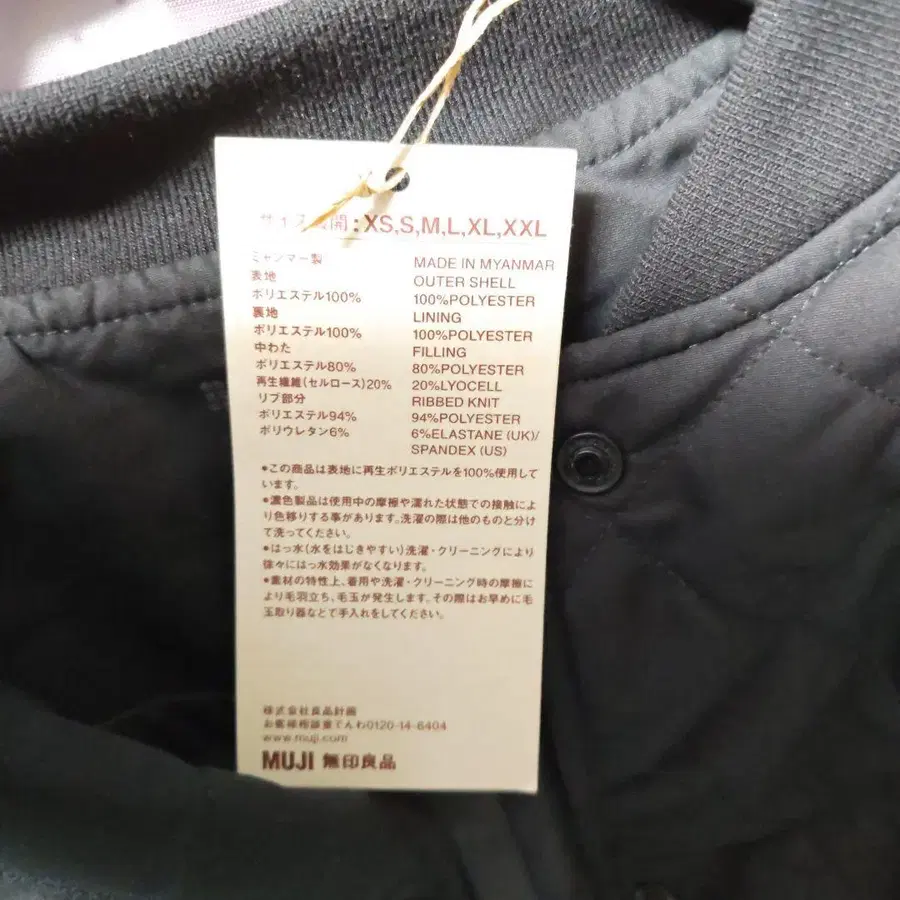 サイズ展開：XS,S,M,L,XL,XXL
ミャンマー製 MADE IN MYANMAR
表地 OUTER SHELL
ポリエステル100% 100%POLYESTER
裏地 LINING
ポリエステル100% 100%POLYESTER
中わた FILLING
ポリエステル80% 80%POLYESTER
再生繊維(セルロース)20% 20%LYOCELL
リブ部分 RIBBED KNIT
ポリエステル94% 94%POLYESTER
ポリウレタン6% 6%ELASTANE (UK)/
SPANDEX (US)
●この商品は表地に再生ポリエステルを100%使用して
います。
●濃色製品は使用中の摩擦や濡れた状態での接触によ
り色移りする事があります。洗濯の際は他のものと分け
て洗ってください。
●はっ水(水をはじきやすい)洗濯・クリーニングにより
徐々にはっ水効果がなくなります。
●素材の特性上、着用や洗濯・クリーニング時の摩擦に
より毛羽立ち、毛玉が発生します。その際はお早めに毛
玉取り器などで手入れをしてください。
株式会社良品計画
お客様相談室でんわ0120-14-6404
www.muji.com
MUJI 無印良品